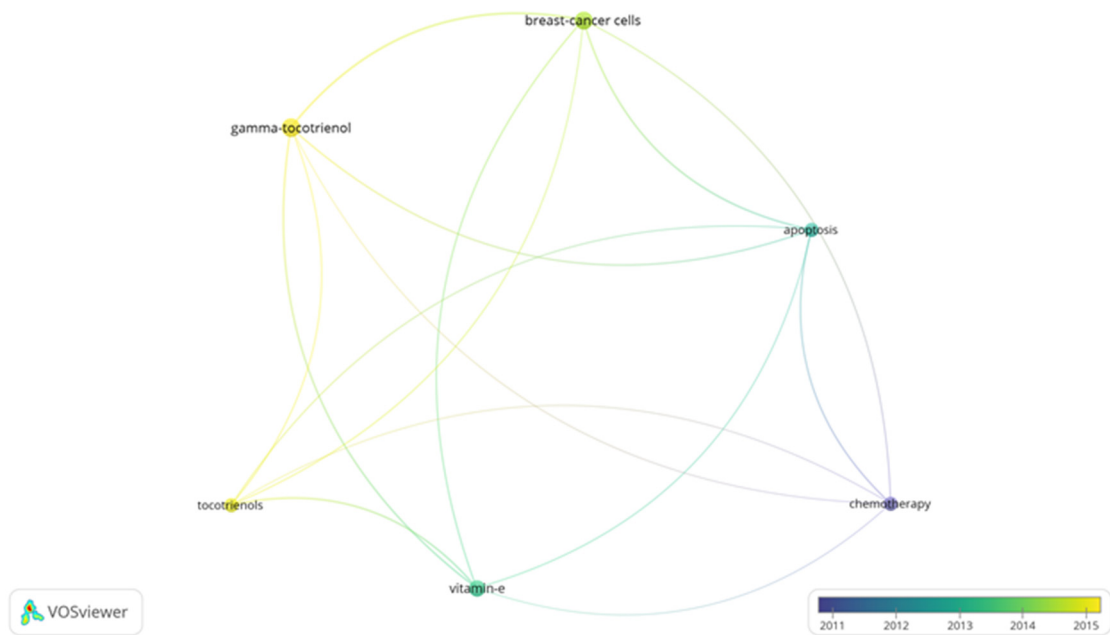 breast-cancer cells
gamma-tocotrienol
apoptosis
tocotrienols
chemotherapy
vitamin-e
VOSviewer
2011 2012 2013 2014 2015